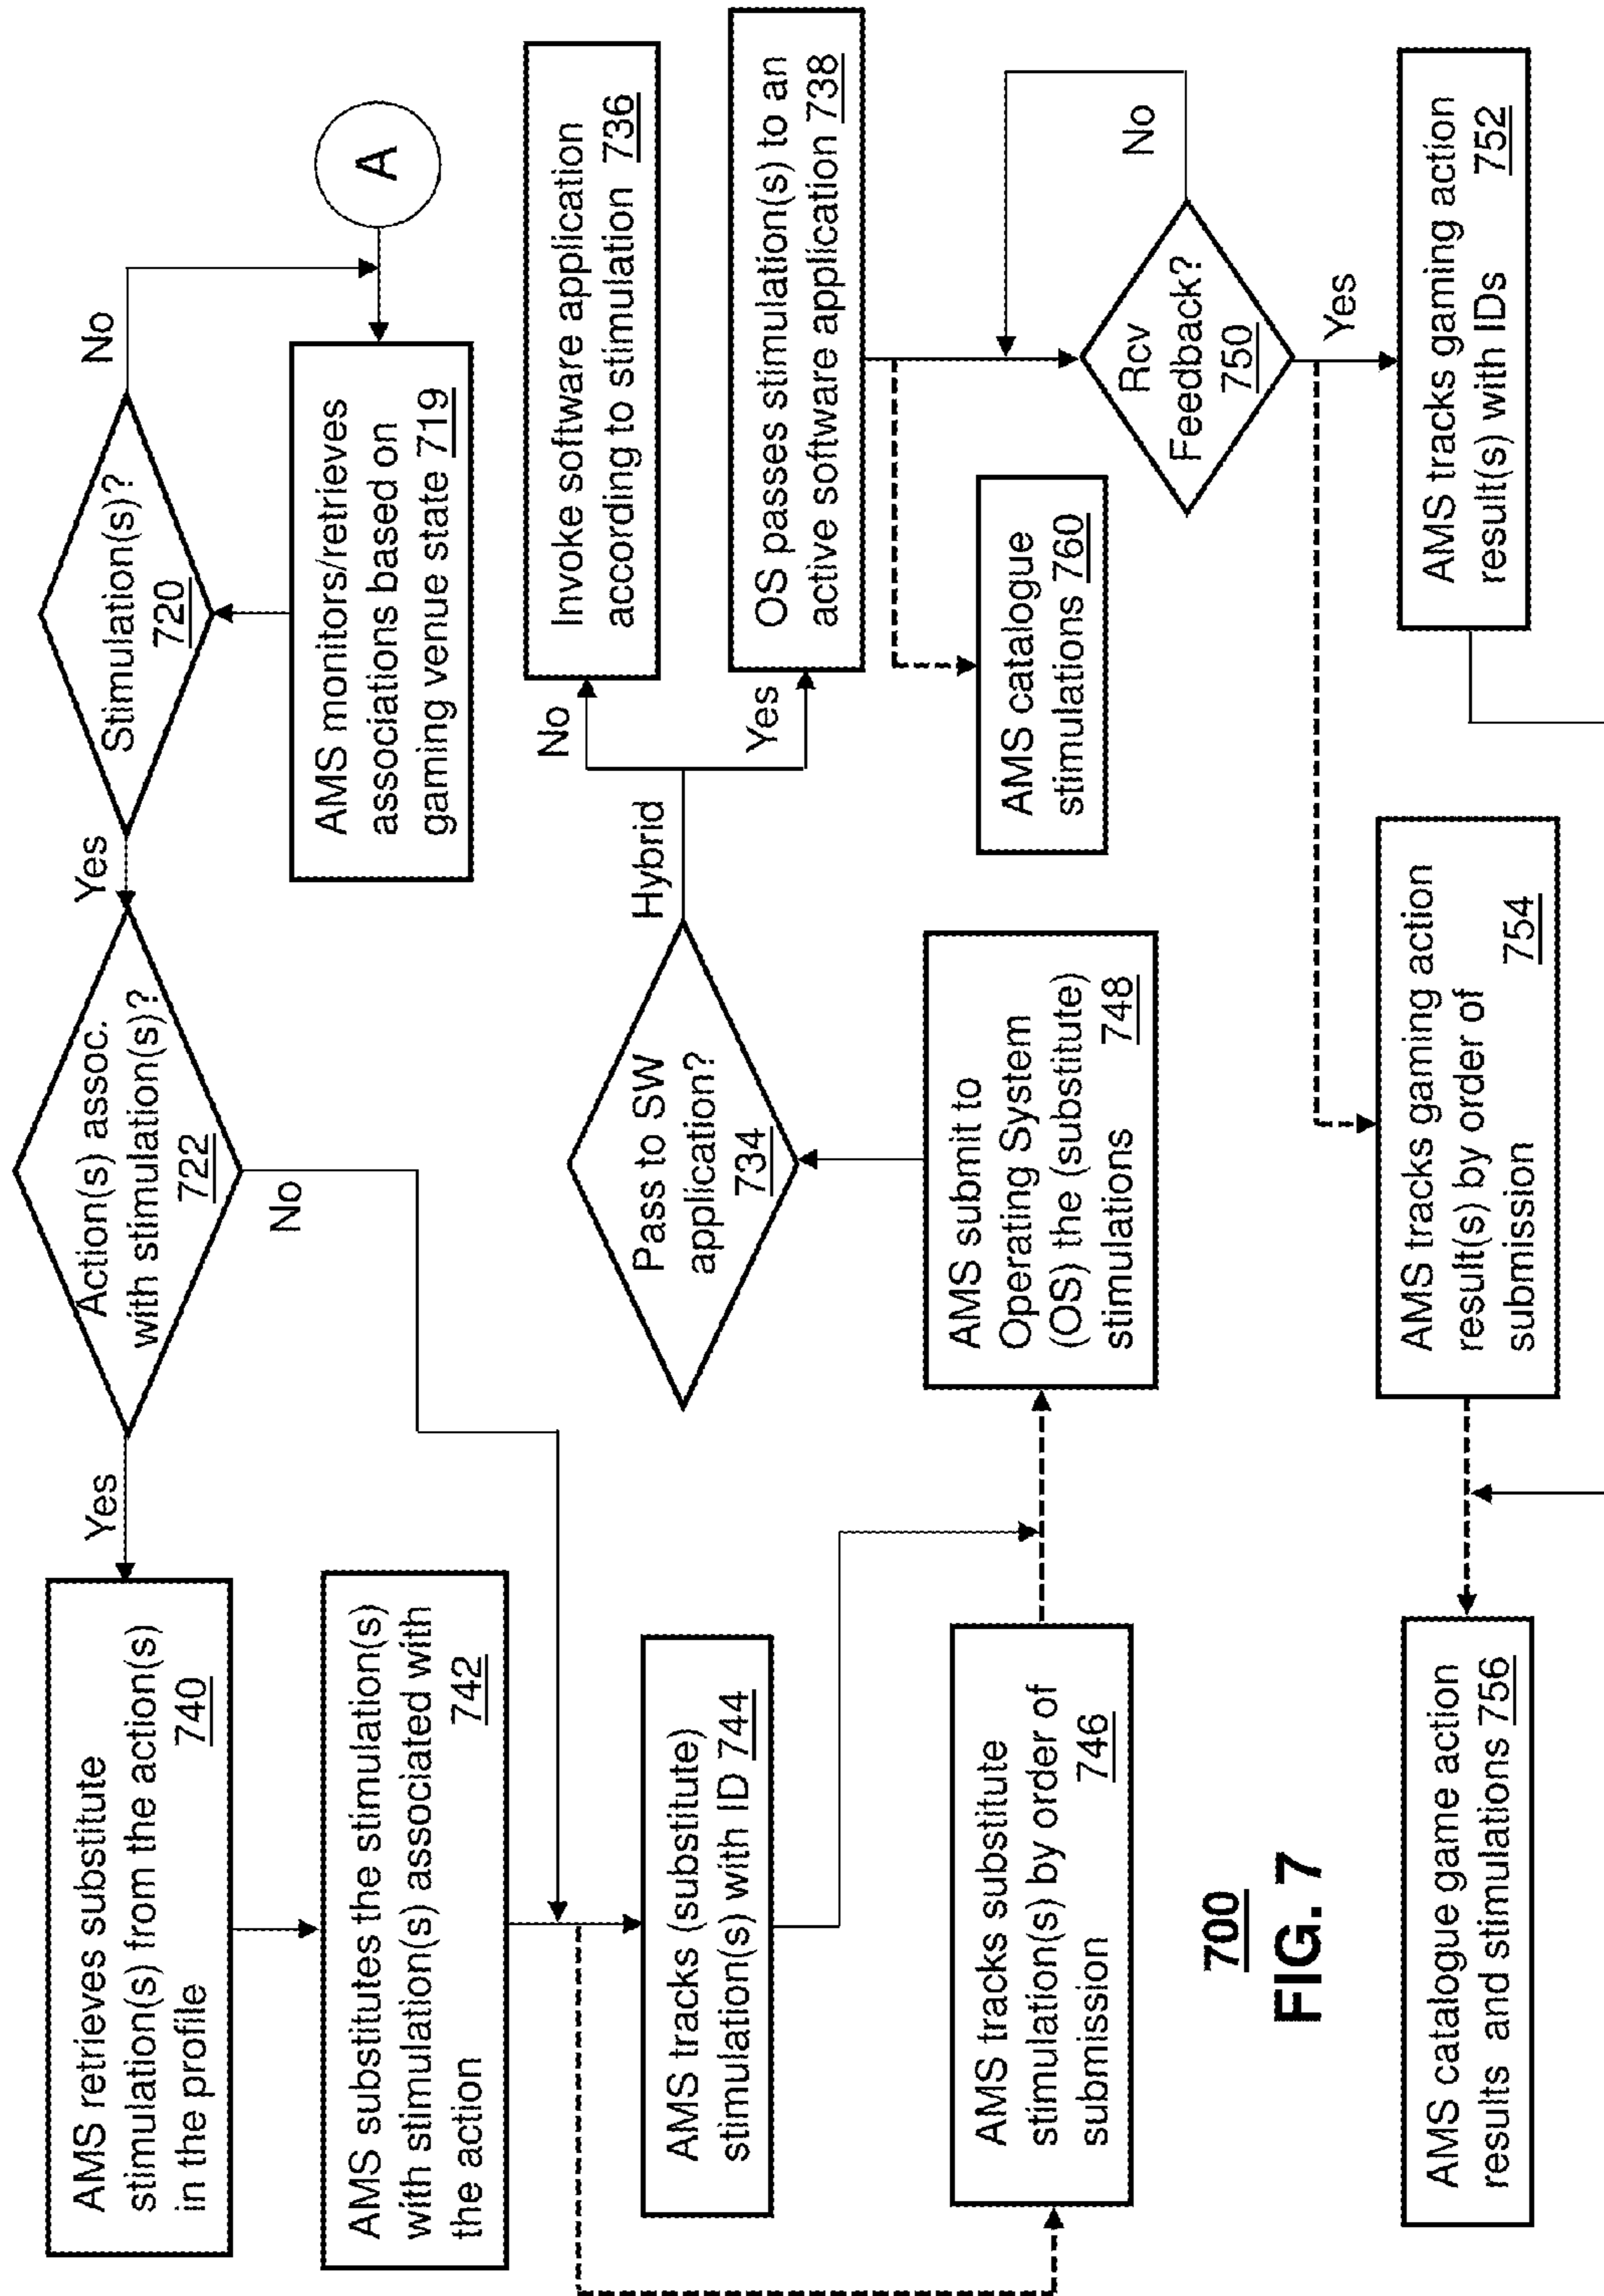 A
AMS monitors/retrieves
associations based on
gaming venue state 719
Stimulation(s)?
720
No
Yes
Action(s) assoc.
with stimulation(s)?
722
No
Yes
AMS retrieves substitute
stimulation(s) from the action(s)
in the profile
740
AMS substitutes the stimulation(s)
with stimulation(s) associated with
the action
742
AMS tracks (substitute)
stimulation(s) with ID 744
AMS tracks substitute
stimulation(s) by order of
submission
746
AMS submit to
Operating System
(OS) the (substitute)
stimulations 748
Pass to SW
application?
734
Hybrid
No
Yes
Invoke software application
according to stimulation 736
OS passes stimulation(s) to an
active software application 738
AMS catalogue
stimulations 760
Rcv
Feedback?
750
No
Yes
AMS tracks gaming action
result(s) with IDs 752
AMS tracks gaming action
result(s) by order of
submission
754
AMS catalogue game action
results and stimulations 756
700
FIG. 7